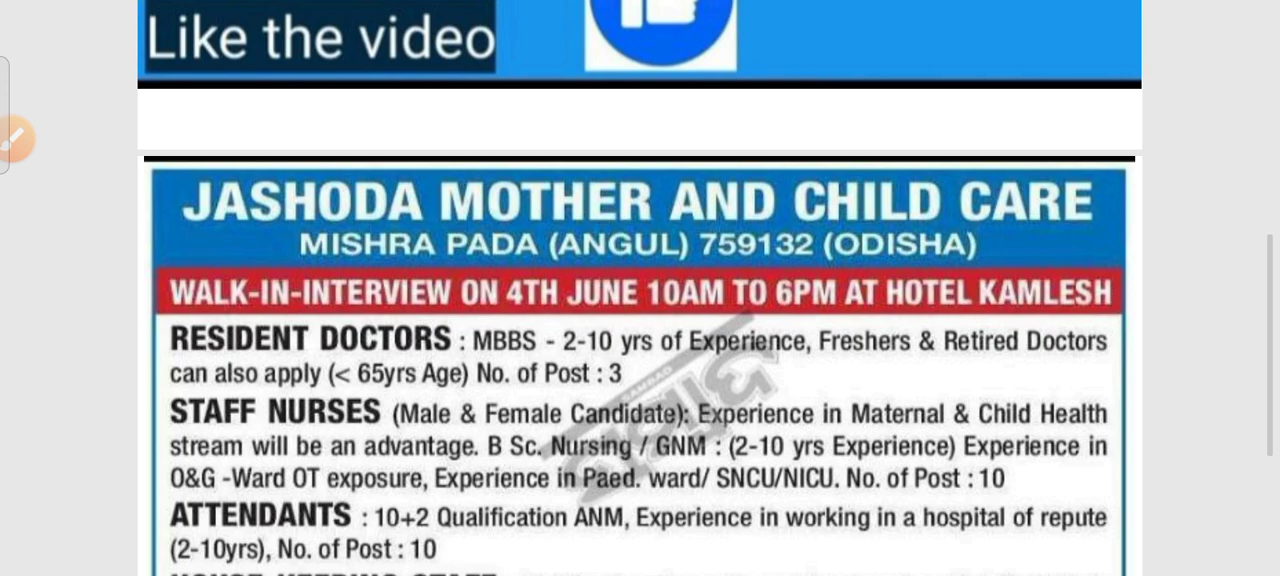 Like the video
JASHODA MOTHER AND CHILD CARE
MISHRA PADA (ANGUL) 759132 (ODISHA)
WALK-IN-INTERVIEW ON 4TH JUNE 10AM TO 6PM AT HOTEL KAMLESH
RESIDENT DOCTORS : MBBS - 2-10 yrs of Experience, Freshers & Retired Doctors
can also apply (< 65yrs Age) No. of Post : 3
STAFF NURSES (Male & Female Candidate): Experience in Maternal & Child Health
stream will be an advantage. B Sc. Nursing / GNM : (2-10 yrs Experience) Experience in
O&G -Ward OT exposure, Experience in Paed. ward/ SNCU/NICU. No. of Post : 10
ସମ୍ବାଦ
SAMBAD
ATTENDANTS : 10+2 Qualification ANM, Experience in working in a hospital of repute
(2-10yrs), No. of Post : 10